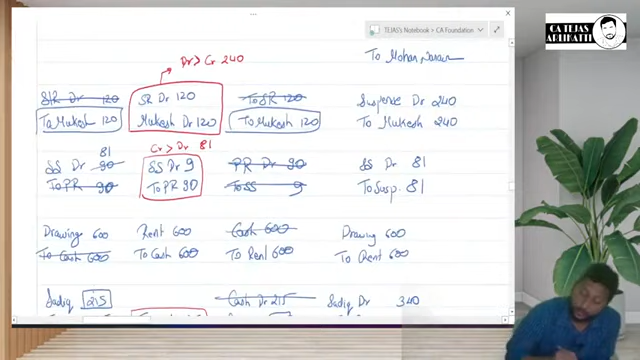 TEJAS's Notebook > CA Foundation
CA TEJAS
ARUKATTI
Dr > Cr 240
To Mohan Narain
S/R Dr 120
SR Dr 120
To SR 120
Suspense Dr 240
To Mukesh 120
Mukesh Dr 120
To Mukesh 120
To Mukesh 240
Cr > Dr 81
81
SS Dr 90
SS Dr 9
PR Dr 90
SS Dr 81
To PR 90
To PR 90
To SS 9
To Susp. 81
Drawings 600
Rent 600
Cash 600
Drawing 600
To Cash 600
To Cash 600
To Rent 600
To Rent 600
Sadiq 215
Cash Dr 215
Sadiq Dr 340